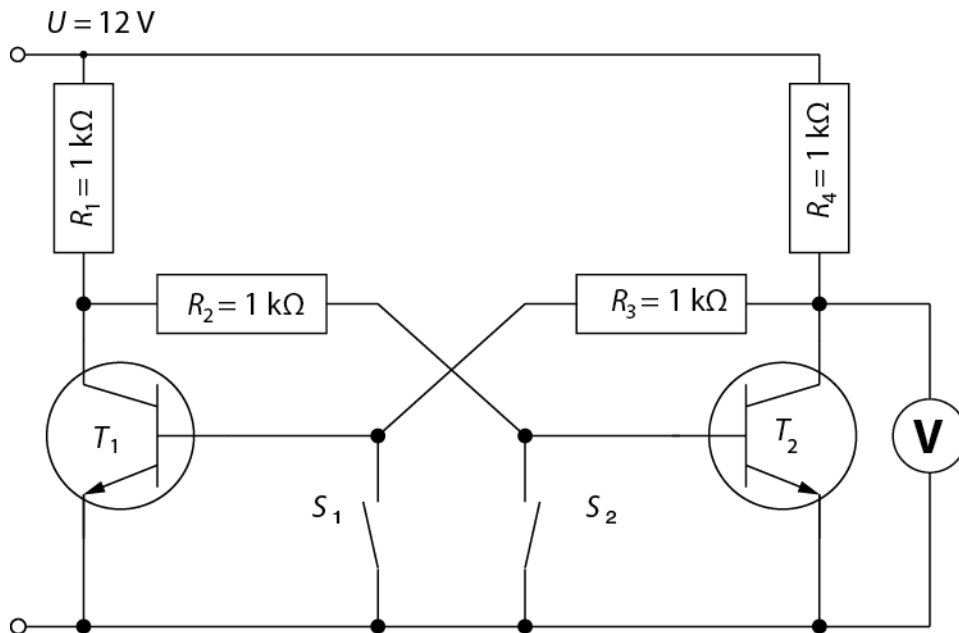 U = 12 V
R1 = 1 kΩ
R4 = 1 kΩ
R2 = 1 kΩ
R3 = 1 kΩ
T1
T2
V
S1
S2